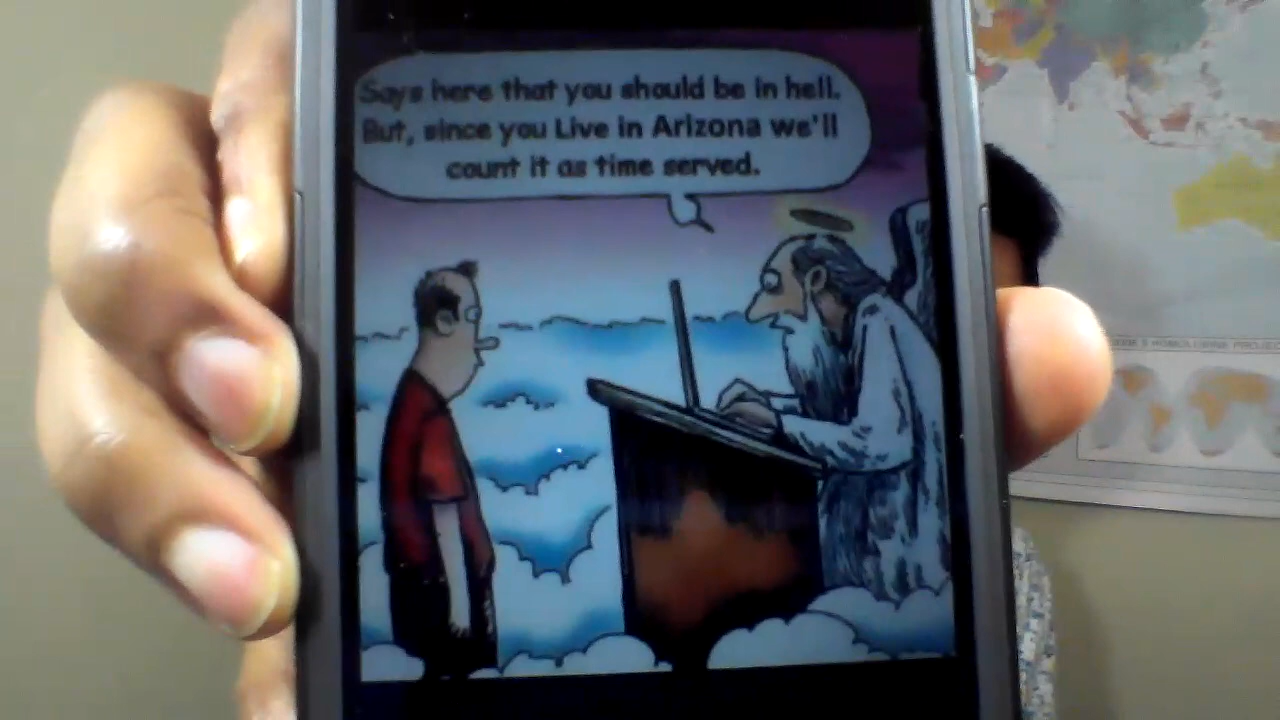 Says here that you should be in hell.
But, since you Live in Arizona we'll
count it as time served.